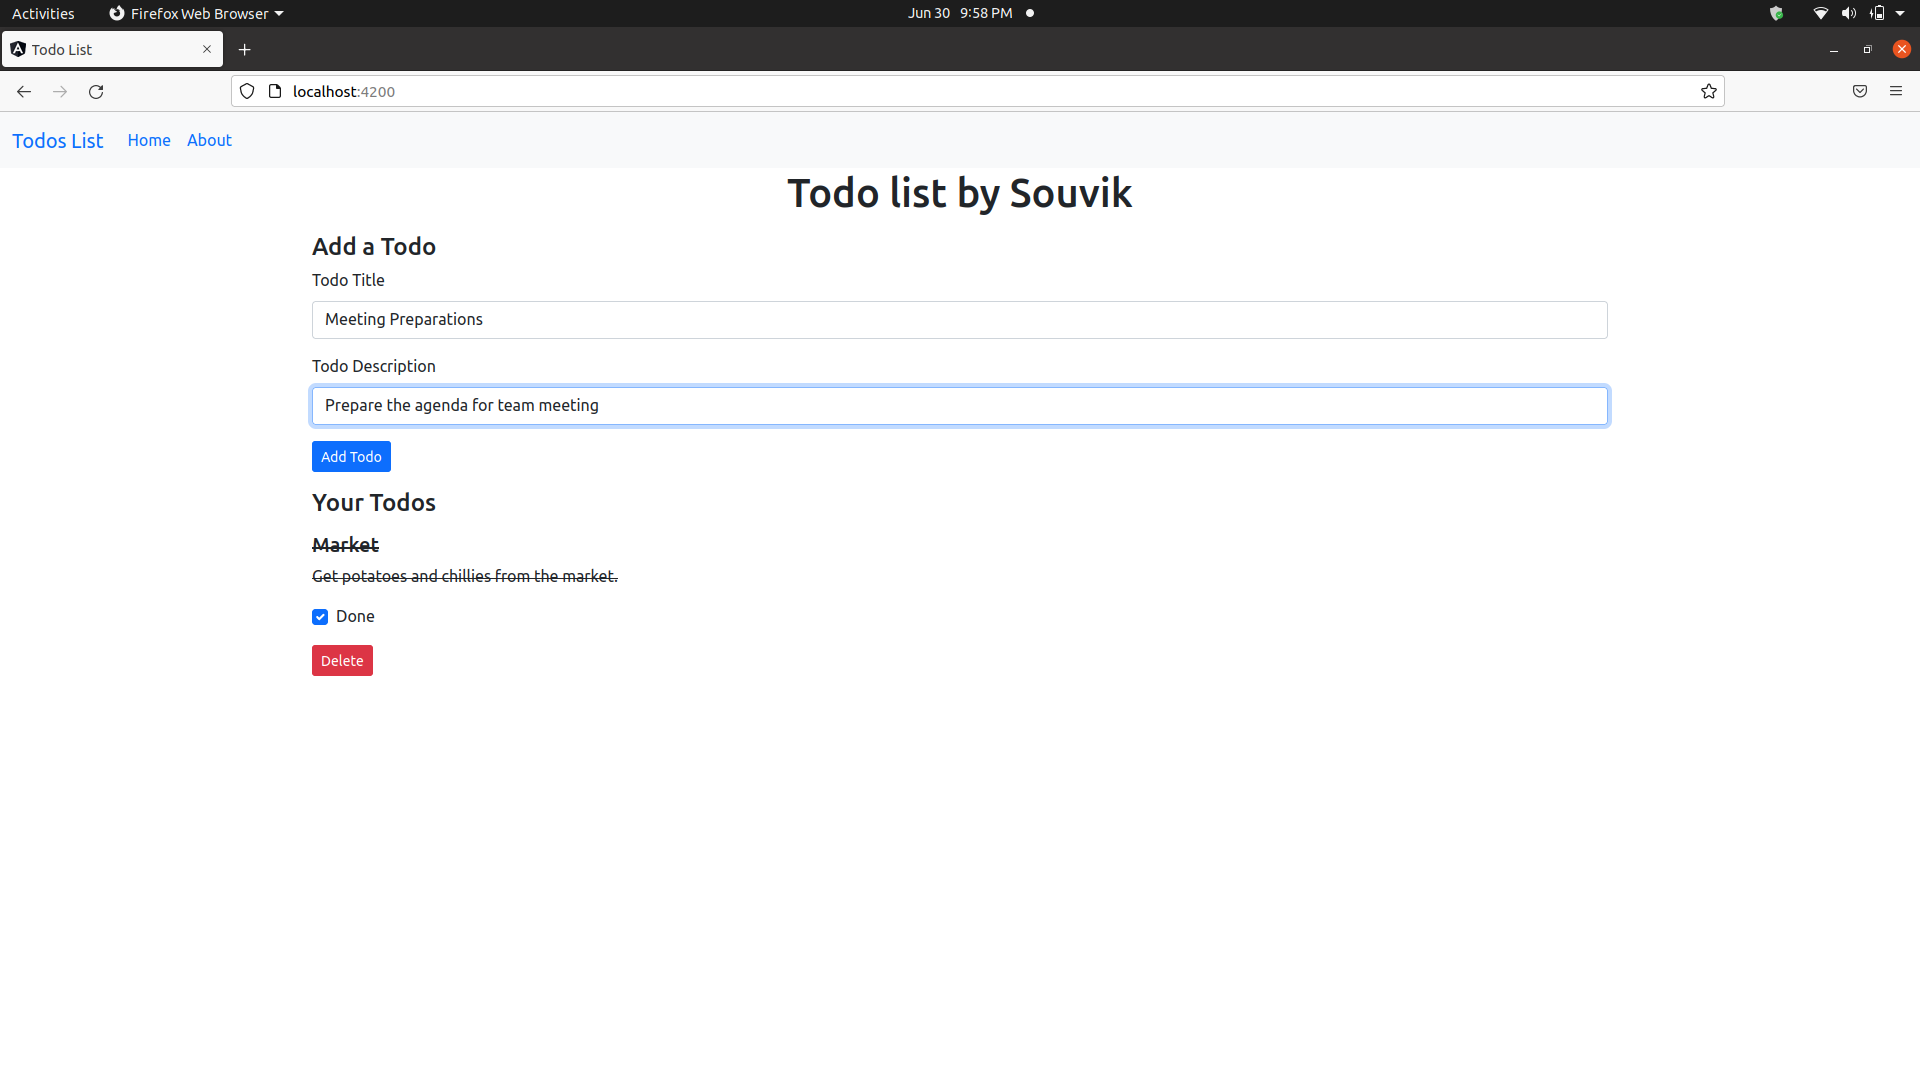 Activities Firefox Web Browser Jun 30 9:58 PM
Todo List
localhost:4200
Todos List Home About
Todo list by Souvik
Add a Todo
Todo Title
Meeting Preparations
Todo Description
Prepare the agenda for team meeting
Add Todo
Your Todos
Market
Get potatoes and chillies from the market.
Done
Delete